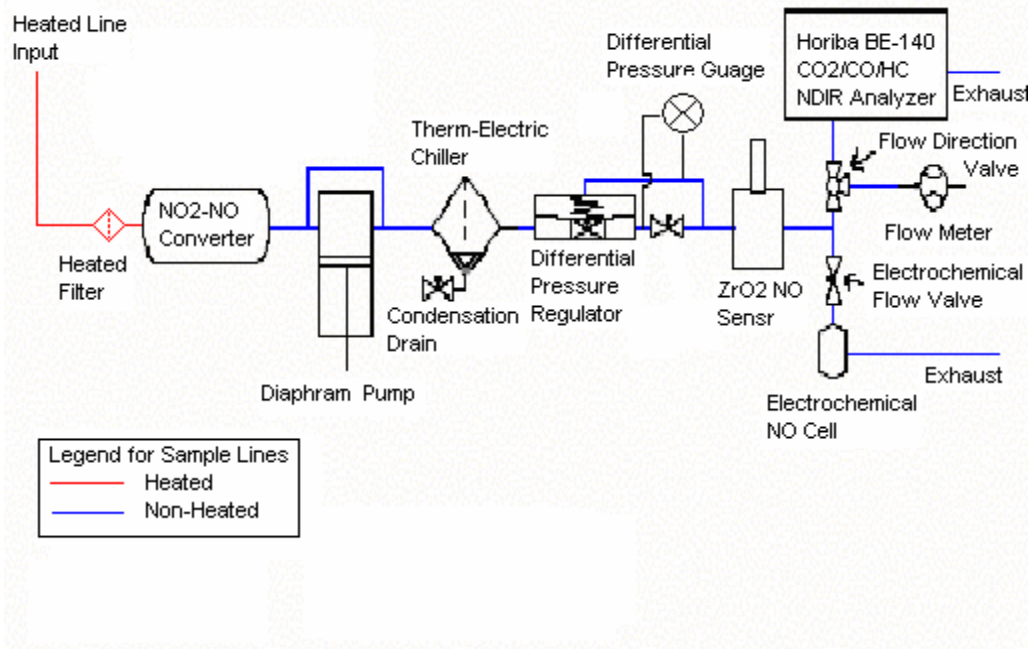 Heated Line
Input
Differential
Pressure Guage
Horiba BE-140
CO2/CO/HC
NDIR Analyzer
Exhaust
Therm-Electric
Chiller
Flow Direction
Valve
NO2-NO
Converter
Flow Meter
Heated
Filter
Condensation
Drain
Differential
Pressure
Regulator
ZrO2 NO
Sensr
Electrochemical
Flow Valve
Diaphram Pump
Exhaust
Electrochemical
NO Cell
Legend for Sample Lines
Heated
Non-Heated